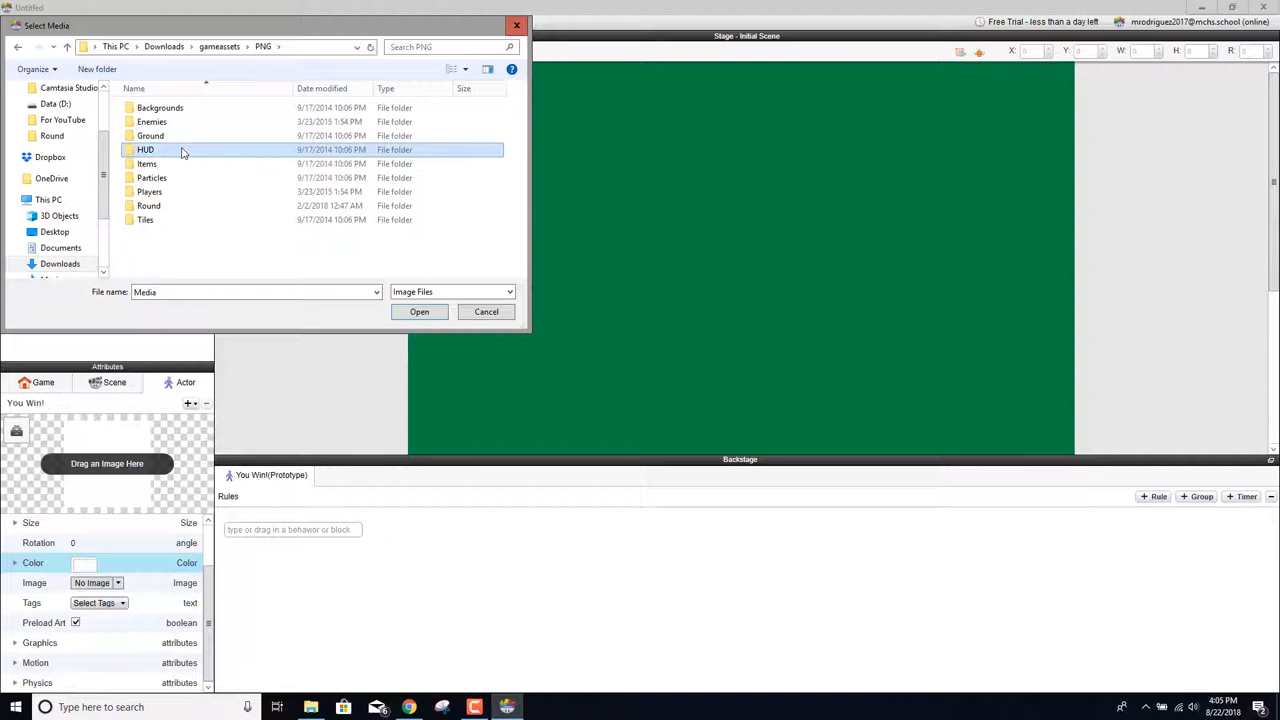 Untitled
Select Media
This PC
Downloads
gameassets
PNG
Search PNG
Organize
New folder
Camtasia Studio
Data (D:)
For YouTube
Round
Dropbox
OneDrive
This PC
3D Objects
Desktop
Documents
Downloads
Name
Date modified
Type
Size
Backgrounds 9/17/2014 10:06 PM File folder
Enemies 3/23/2015 1:54 PM File folder
Ground 9/17/2014 10:06 PM File folder
HUD 9/17/2014 10:06 PM File folder
Items 9/17/2014 10:06 PM File folder
Particles 9/17/2014 10:06 PM File folder
Players 3/23/2015 1:54 PM File folder
Round 2/2/2018 12:47 AM File folder
Tiles 9/17/2014 10:06 PM File folder
File name: Media
Image Files
Open
Cancel
Free Trial - less than a day left
mrodriguez2017@mchs.school (online)
Stage - Initial Scene
X: 0 Y: 0 W: 0 H: 0 R: 0
Attributes
Game
Scene
Actor
You Win!
Drag an Image Here
Size Size
Rotation 0 angle
Color Color
Image No Image Image
Tags Select Tags text
Preload Art boolean
Graphics attributes
Motion attributes
Physics attributes
Backstage
You Win!(Prototype)
Rules
+ Rule
+ Group
+ Timer
type or drag in a behavior or block
Type here to search
6
4:05 PM
8/22/2018
2